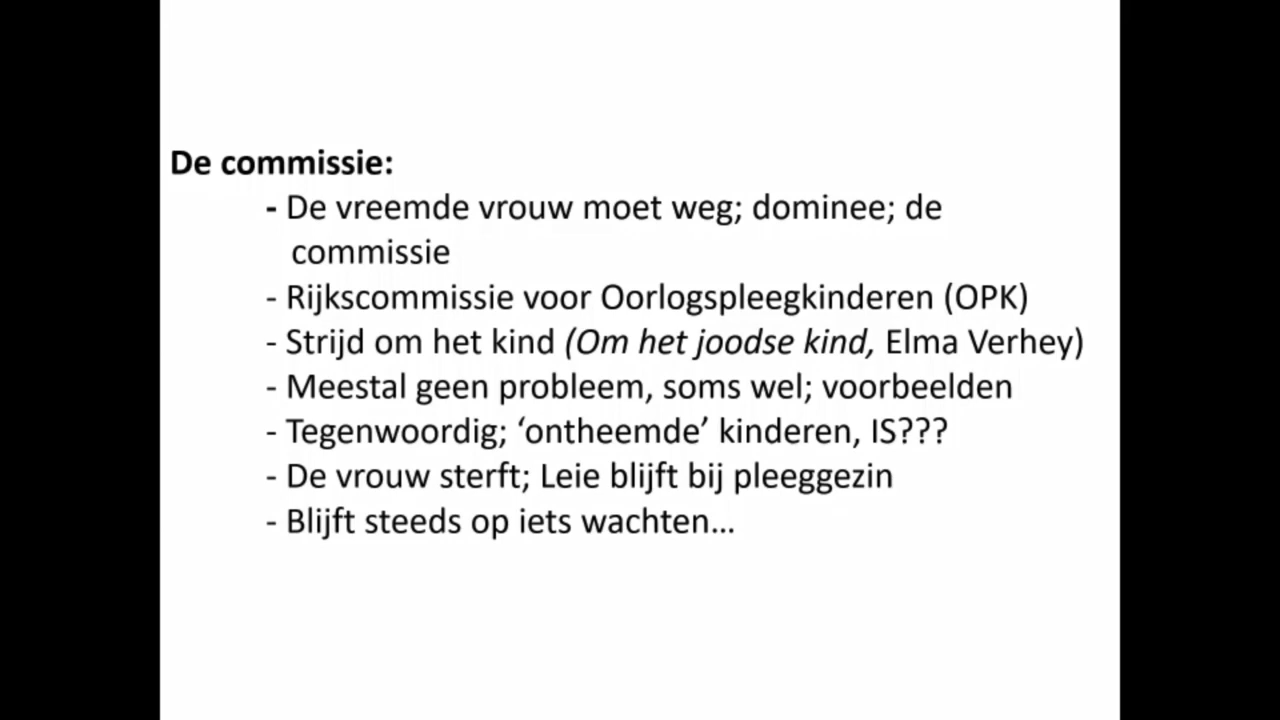 De commissie:
- De vreemde vrouw moet weg; dominee; de
commissie
- Rijkscommissie voor Oorlogspleegkinderen (OPK)
- Strijd om het kind (Om het joodse kind, Elma Verhey)
- Meestal geen probleem, soms wel; voorbeelden
- Tegenwoordig; ‘ontheemde’ kinderen, IS???
- De vrouw sterft; Leie blijft bij pleeggezin
- Blijft steeds op iets wachten…